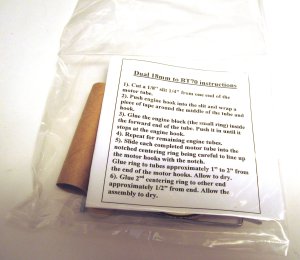 Dual 18mm to BT70 instructions
1). Cut a 1/8" slit 1/4" from one end of the
motor tube.
2). Push engine hook into the slit and wrap a
piece of tape around the middle of the tube and
hook.
3). Glue the engine block (the small ring) inside
the forward end of the tube. Push it in until it
stops at the engine hook.
4). Repeat for remaining engine tubes.
5). Slide each completed motor tube into the
notched centering ring being careful to line up
the motor hooks with the notch.
Glue ring to tubes approximately 1" to 2" from
the end of the motor hooks. Allow to dry.
6). Glue 2nd centering ring to other end
approximately 1/2" from end. Allow the
assembly to dry.